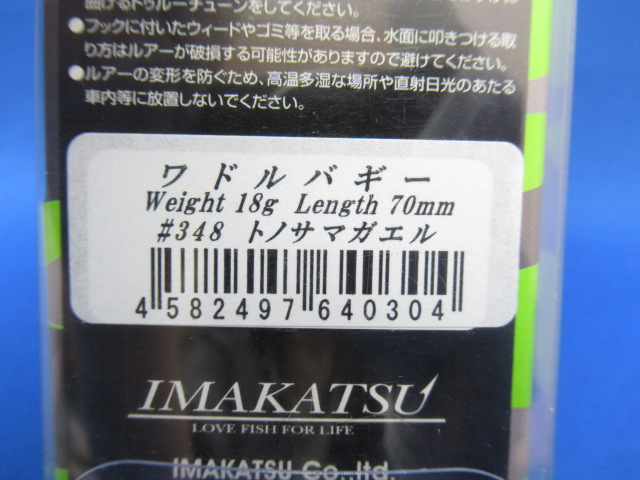 曲げるトゥルーチューンをしてください。
●フックに付いたウィードやゴミ等を取る場合、水面に叩きつける取
り方はルアーが破損する可能性がありますので避けてください。
●ルアーの変形を防ぐため、高温多湿な場所や直射日光のあたる
車内等に放置しないでください。
ワドルバギー
Weight 18g Length 70mm
#348 トノサマガエル
4 582497 640304
IMAKATSU
LOVE FISH FOR LIFE
IMAKATSU Co.,ltd.